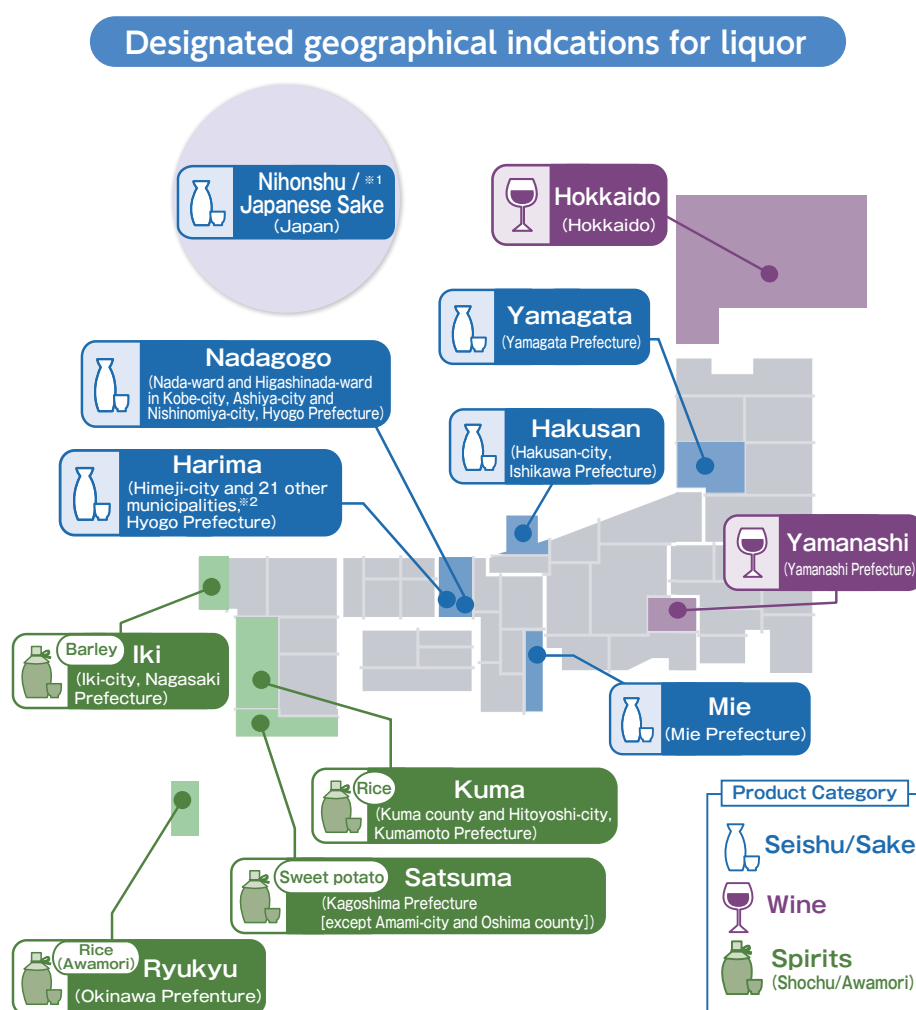 Designated geographical indcations for liquor
Nihonshu / ※1
Japanese Sake
(Japan)
Hokkaido
(Hokkaido)
Yamagata
(Yamagata Prefecture)
Nadagogo
(Nada-ward and Higashinada-ward
in Kobe-city, Ashiya-city and
Nishinomiya-city, Hyogo Prefecture)
Hakusan
(Hakusan-city,
Ishikawa Prefecture)
Harima
(Himeji-city and 21 other
municipalities,※2
Hyogo Prefecture)
Yamanashi
(Yamanashi Prefecture)
Barley
Iki
(Iki-city, Nagasaki
Prefecture)
Mie
(Mie Prefecture)
Rice
Kuma
(Kuma county and Hitoyoshi-city,
Kumamoto Prefecture)
Sweet potato
Satsuma
(Kagoshima Prefecture
[except Amami-city and Oshima county])
Rice
(Awamori)
Ryukyu
(Okinawa Prefenture)
Product Category
Seishu/Sake
Wine
Spirits
(Shochu/Awamori)